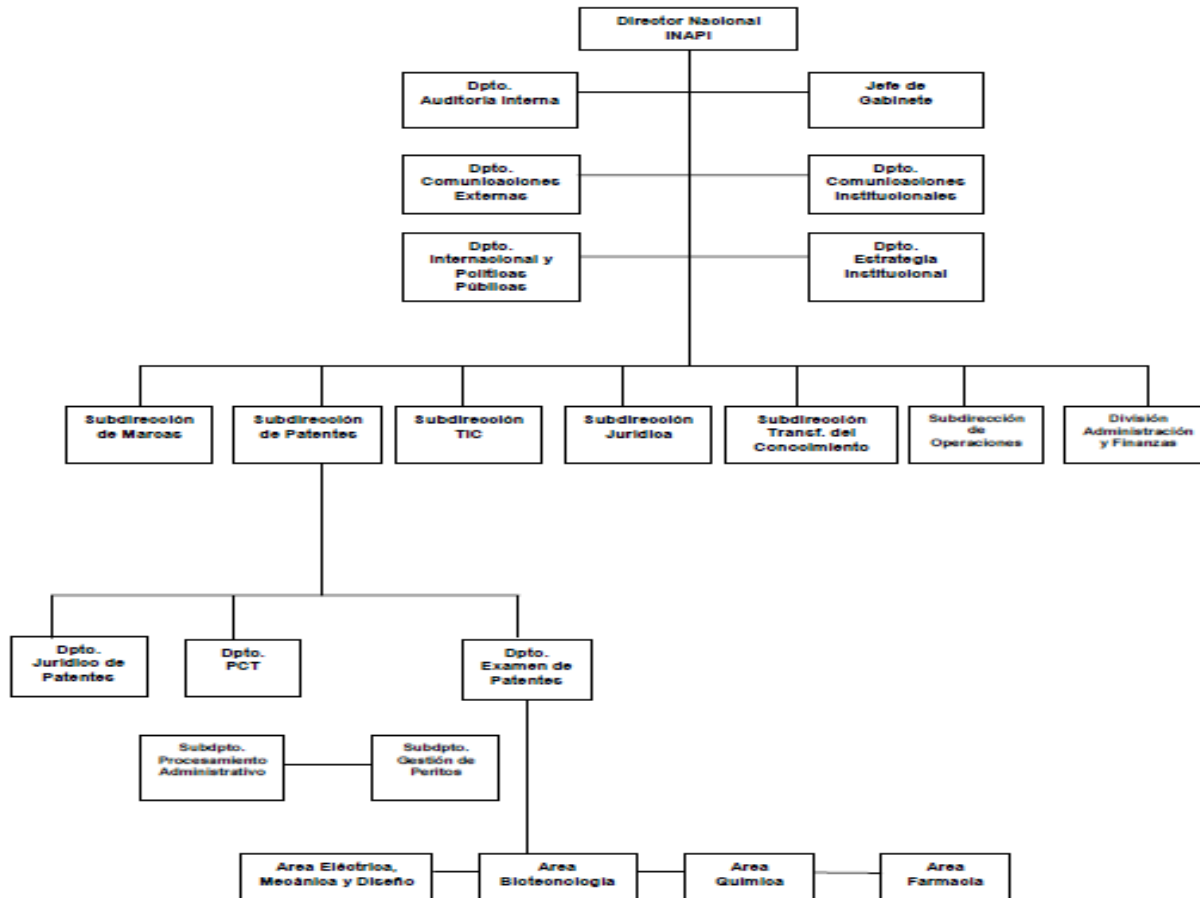 Director Nacional
INAPI
Dpto.
Auditoria Interna
Jefe de
Gabinete
Dpto.
Comunicaciones
Externas
Dpto.
Comunicaciones
Institucionales
Dpto.
Internacional y
Políticas
Públicas
Dpto.
Estrategia
Institucional
Subdirección
de Marcas
Subdirección
de Patentes
Subdirección
TIC
Subdirección
Jurídica
Subdirección
Transf. del
Conocimiento
Subdirección
de
Operaciones
División
Administración
y Finanzas
Dpto.
Jurídico de
Patentes
Dpto.
PCT
Dpto.
Examen de
Patentes
Subdpto.
Procesamiento
Administrativo
Subdpto.
Gestión de
Peritos
Area Eléctrica,
Mecánica y Diseño
Area
Biotecnología
Area
Química
Area
Farmacia